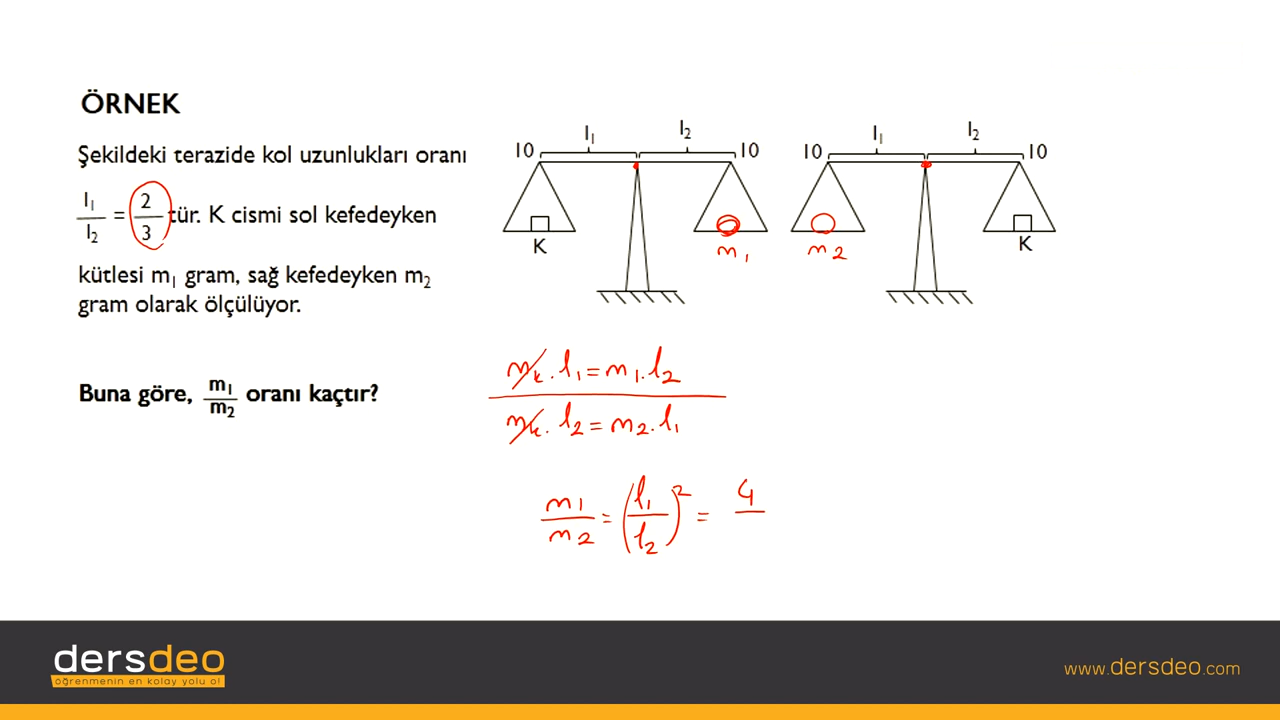 ÖRNEK
Şekildeki terazide kol uzunlukları oranı
l₁/l₂ = 2/3 tür. K cismi sol kefedeyken
kütlesi m₁ gram, sağ kefedeyken m₂
gram olarak ölçülüyor.
Buna göre, m₁/m₂ oranı kaçtır?
10 l₁ l₂ 10
K m₁
10 l₁ l₂ 10
m₂ K
mₖ . l₁ = m₁ . l₂
mₖ . l₂ = m₂ . l₁
m₁/m₂ = (l₁/l₂)² = 4
dersdeo
öğrenmenin en kolay yolu o!
www.dersdeo.com